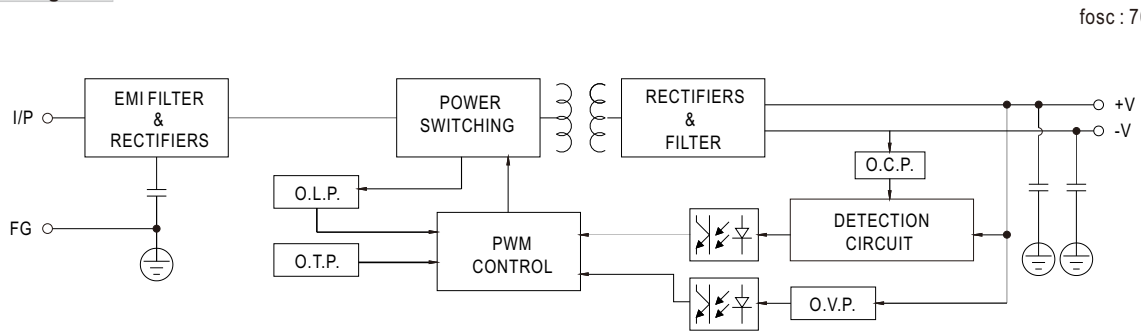 fosc : 7
I/P
EMI FILTER
&
RECTIFIERS
POWER
SWITCHING
RECTIFIERS
&
FILTER
+V
-V
O.C.P.
O.L.P.
DETECTION
CIRCUIT
FG
PWM
CONTROL
O.T.P.
O.V.P.